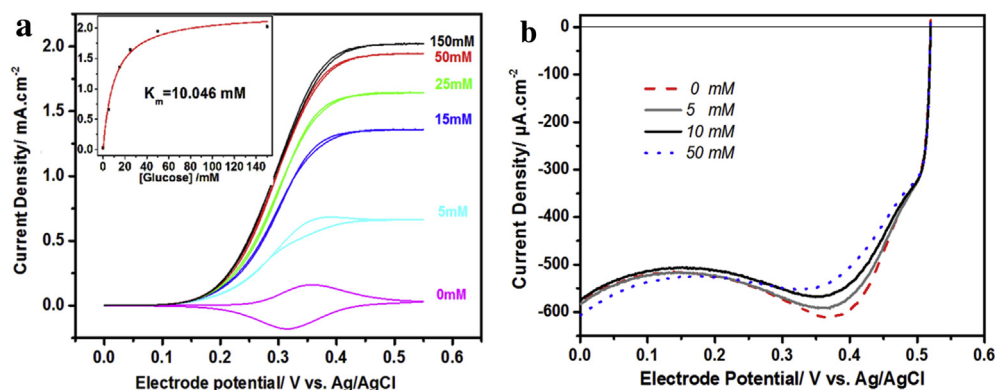 a
2.0
1.5
1.0
0.5
0.0
0 20 40 60 80 100 120 140
[Glucose] /mM
Kₘ=10.046 mM
150mM
50mM
25mM
15mM
5mM
0mM
Current Density/ mA.cm⁻²
2.0
1.5
1.0
0.5
0.0
0.0 0.1 0.2 0.3 0.4 0.5 0.6
Electrode potential/ V vs. Ag/AgCl
b
Current Density/ µA.cm⁻²
0
-100
-200
-300
-400
-500
-600
0 mM
5 mM
10 mM
50 mM
0.0 0.1 0.2 0.3 0.4 0.5 0.6
Electrode Potential/ V vs. Ag/AgCl